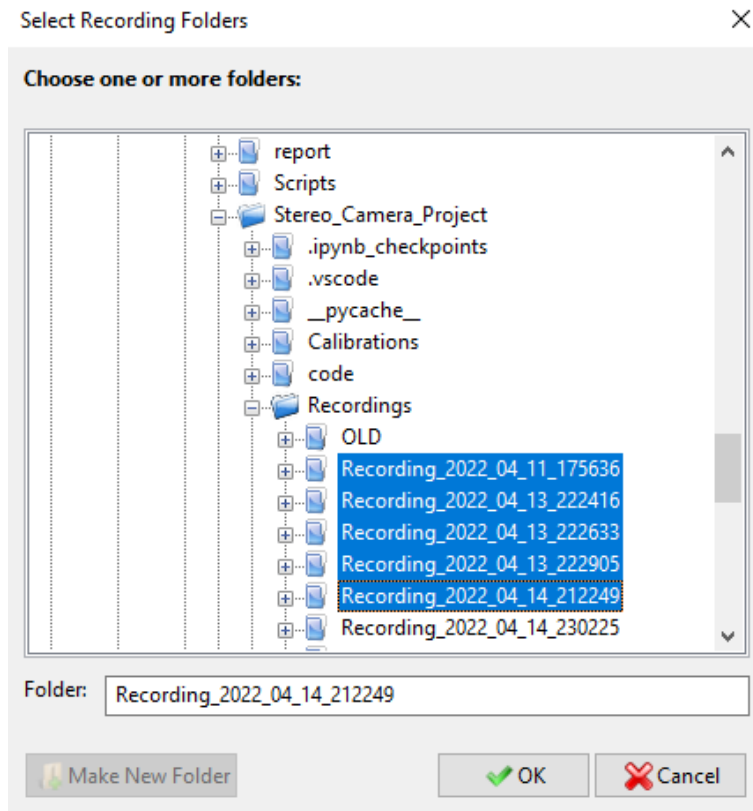 Select Recording Folders
Choose one or more folders:
report
Scripts
Stereo_Camera_Project
.ipynb_checkpoints
.vscode
__pycache__
Calibrations
code
Recordings
OLD
Recording_2022_04_11_175636
Recording_2022_04_13_222416
Recording_2022_04_13_222633
Recording_2022_04_13_222905
Recording_2022_04_14_212249
Recording_2022_04_14_230225
Folder: Recording_2022_04_14_212249
Make New Folder OK Cancel